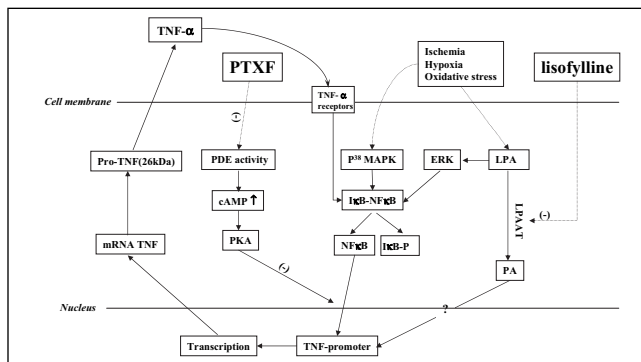 TNF-α
PTXF
Ischemia
Hypoxia
Oxidative stress
lisofylline
Cell membrane
TNF- α
receptors
(-)
Pro-TNF(26kDa)
PDE activity
P38 MAPK
ERK
LPA
cAMP ↑
IκB-NFκB
LPAAT
(-)
mRNA TNF
PKA
NFκB
IκB-P
(-)
PA
Nucleus
?
Transcription
TNF-promoter